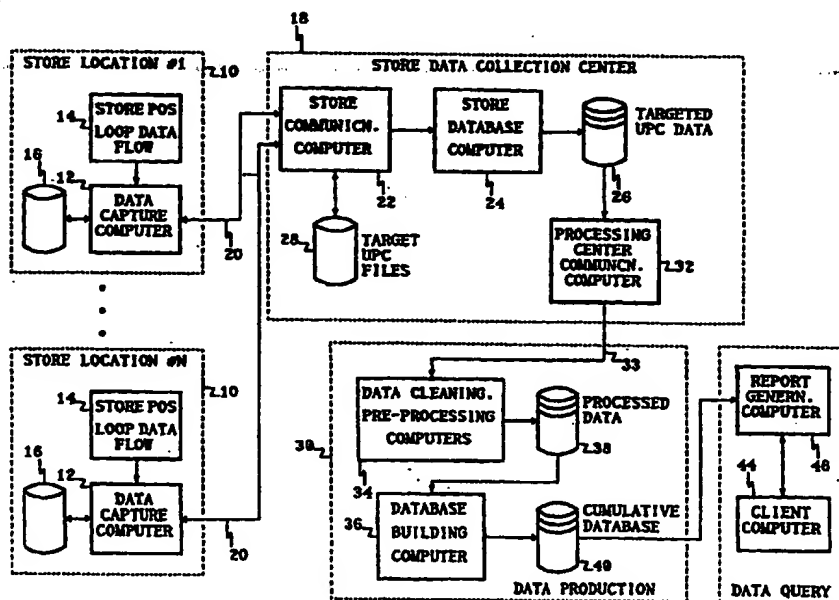 18
STORE LOCATION #1
10
STORE DATA COLLECTION CENTER
14
STORE POS
LOOP DATA
FLOW
16
12
DATA
CAPTURE
COMPUTER
20
STORE
COMMUNICN.
COMPUTER
22
STORE
DATABASE
COMPUTER
24
TARGETED
UPC DATA
26
28
TARGET
UPC
FILES
PROCESSING
CENTER
COMMUNCN.
COMPUTER
32
STORE LOCATION #N
10
14
STORE POS
LOOP DATA
FLOW
16
12
DATA
CAPTURE
COMPUTER
20
33
30
DATA CLEANING.
PRE-PROCESSING
COMPUTERS
34
PROCESSED
DATA
38
36
DATABASE
BUILDING
COMPUTER
CUMULATIVE
DATABASE
40
DATA PRODUCTION
REPORT
GENERN.
COMPUTER
46
44
CLIENT
COMPUTER
DATA QUERY